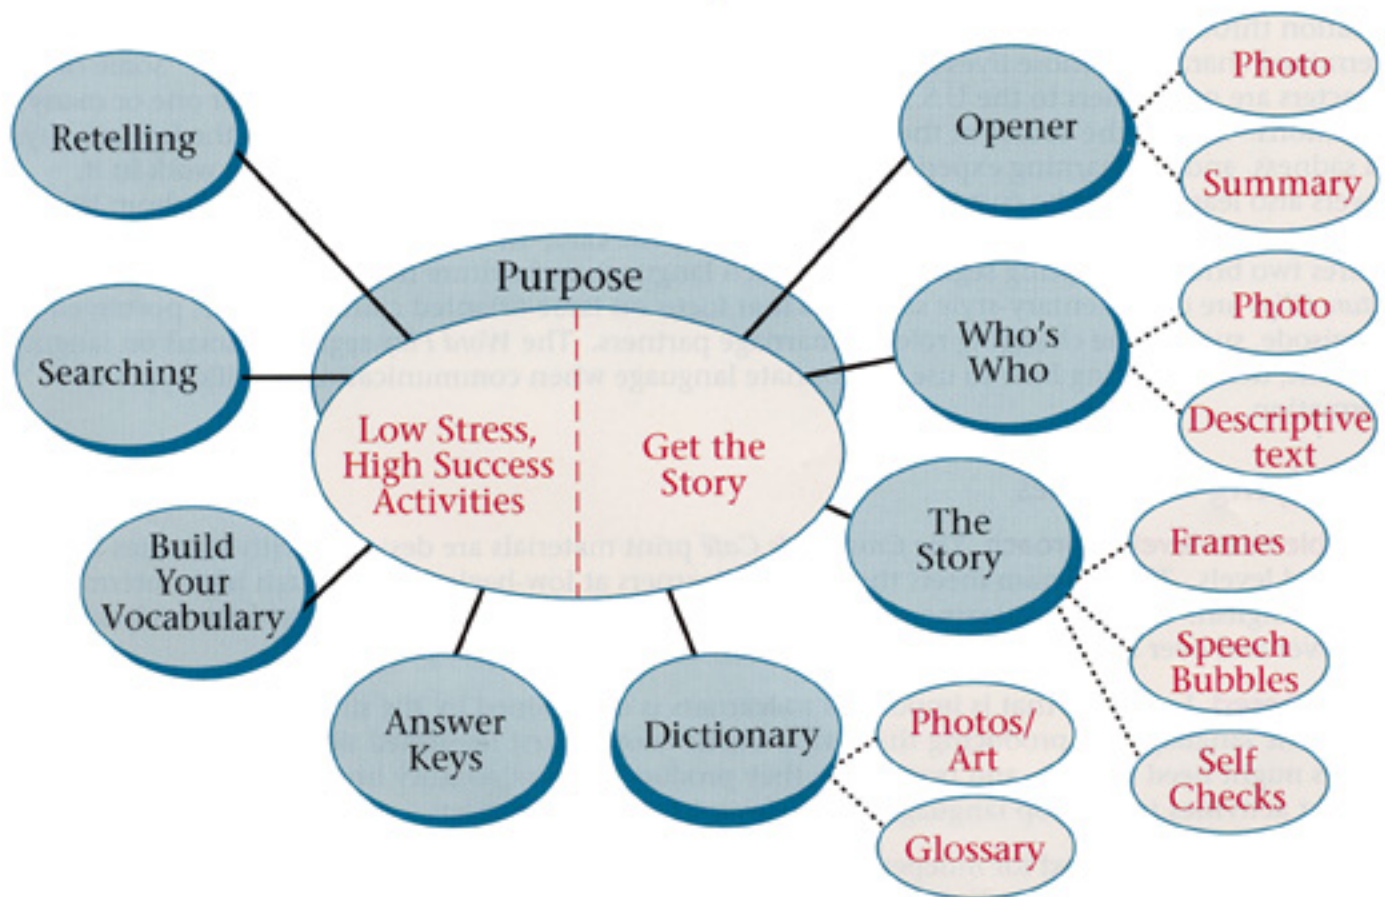 Photo
Opener
Retelling
Summary
Purpose
Photo
Who's
Who
Searching
Low Stress,
High Success
Activities
Get the
Story
Descriptive
text
The
Story
Frames
Build
Your
Vocabulary
Speech
Bubbles
Answer
Keys
Dictionary
Photos/
Art
Self
Checks
Glossary